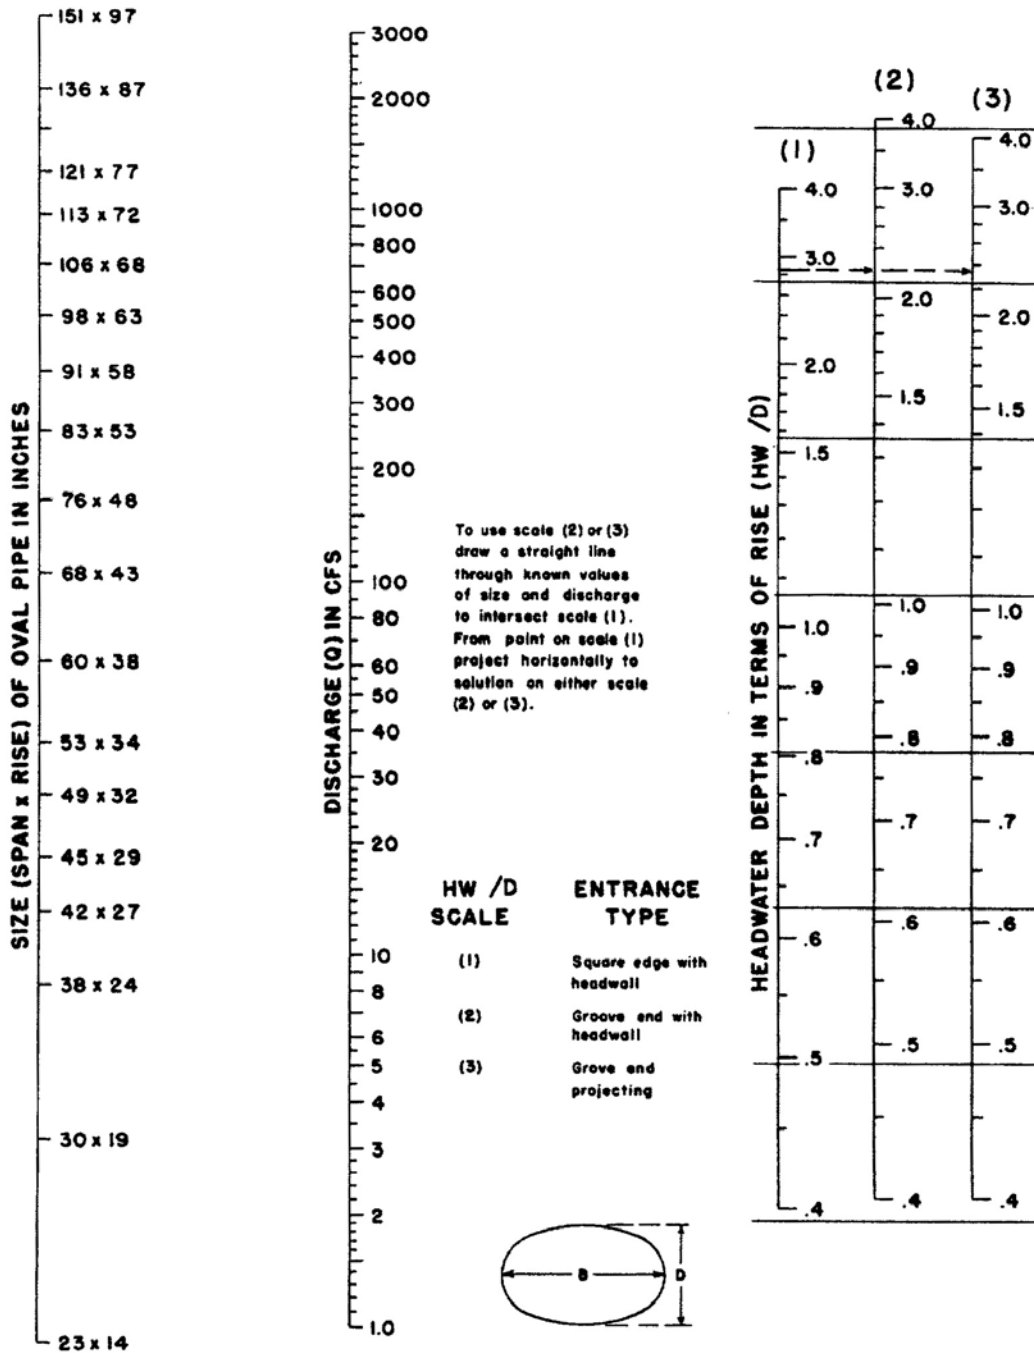 SIZE (SPAN x RISE) OF OVAL PIPE IN INCHES
151 x 97
136 x 87
121 x 77
113 x 72
106 x 68
98 x 63
91 x 58
83 x 53
76 x 48
68 x 43
60 x 38
53 x 34
49 x 32
45 x 29
42 x 27
38 x 24
30 x 19
23 x 14
DISCHARGE (Q) IN CFS
3000
2000
1000
800
600
500
400
300
200
100
80
60
50
40
30
20
10
8
6
5
4
3
2
1.0
To use scale (2) or (3)
draw a straight line
through known values
of size and discharge
to intersect scale (1).
From point on scale (1)
project horizontally to
solution on either scale
(2) or (3).
HW /D ENTRANCE
SCALE TYPE
(1) Square edge with
headwall
(2) Groove end with
headwall
(3) Grove end
projecting
B
D
HEADWATER DEPTH IN TERMS OF RISE (HW /D)
(1)
4.0
3.0
2.0
1.5
1.0
.9
.8
.7
.6
.5
.4
(2)
4.0
3.0
2.0
1.5
1.0
.9
.8
.7
.6
.5
.4
(3)
4.0
3.0
2.0
1.5
1.0
.9
.8
.7
.6
.5
.4